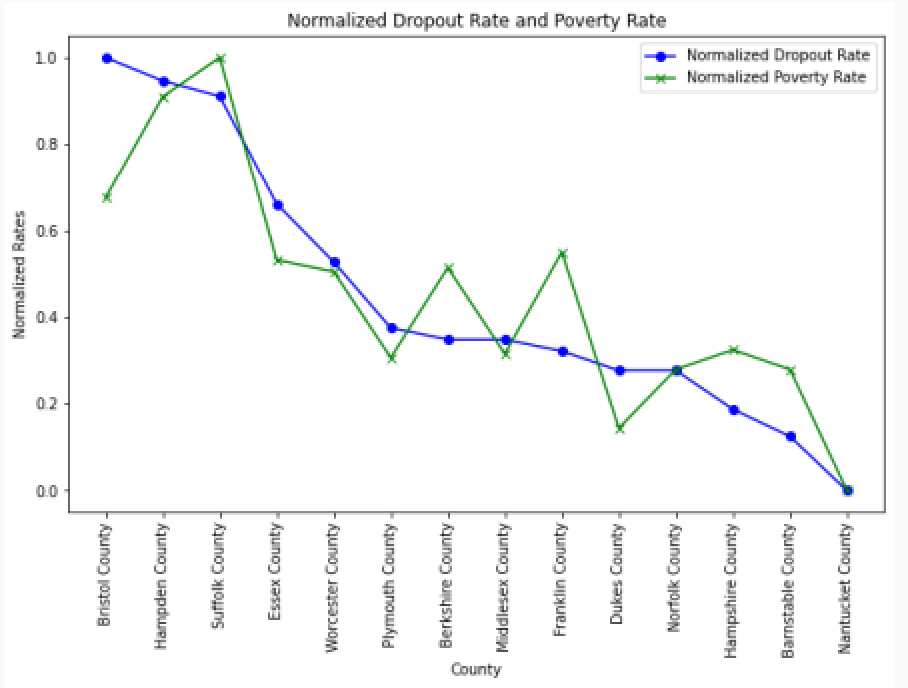 Normalized Dropout Rate and Poverty Rate
Normalized Dropout Rate
Normalized Poverty Rate
Normalized Rates
1.0
0.8
0.6
0.4
0.2
0.0
Bristol County
Hampden County
Suffolk County
Essex County
Worcester County
Plymouth County
Berkshire County
Middlesex County
Franklin County
Dukes County
Norfolk County
Hampshire County
Barnstable County
Nantucket County
County